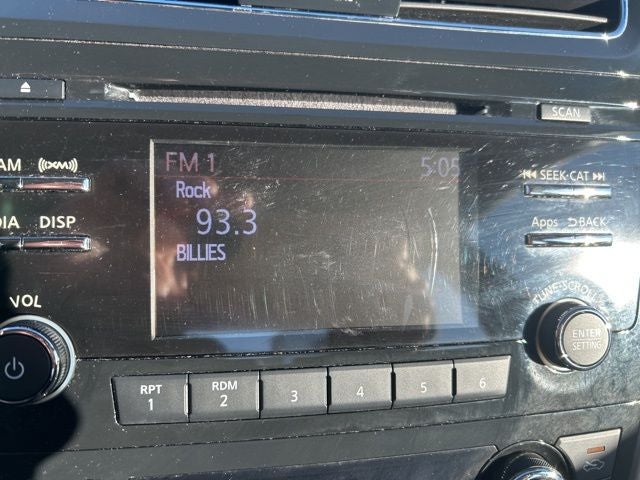 SCAN
AM ((XM))
FM 1 5:05
SEEK·CAT
Rock
93.3
Apps BACK
DISP
BILLIES
VOL
TUNE·SCROLL
ENTER
SETTING
RPT
1
RDM
2
3
4
5
6